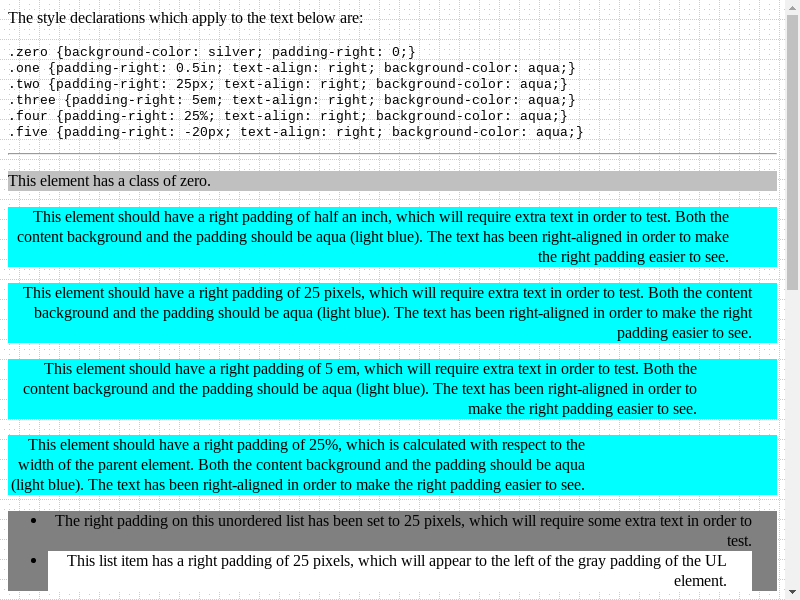 The style declarations which apply to the text below are:
.zero {background-color: silver; padding-right: 0;}
.one {padding-right: 0.5in; text-align: right; background-color: aqua;}
.two {padding-right: 25px; text-align: right; background-color: aqua;}
.three {padding-right: 5em; text-align: right; background-color: aqua;}
.four {padding-right: 25%; text-align: right; background-color: aqua;}
.five {padding-right: -20px; text-align: right; background-color: aqua;}
This element has a class of zero.
This element should have a right padding of half an inch, which will require extra text in order to test. Both the
content background and the padding should be aqua (light blue). The text has been right-aligned in order to make
the right padding easier to see.
This element should have a right padding of 25 pixels, which will require extra text in order to test. Both the content
background and the padding should be aqua (light blue). The text has been right-aligned in order to make the right
padding easier to see.
This element should have a right padding of 5 em, which will require extra text in order to test. Both the
content background and the padding should be aqua (light blue). The text has been right-aligned in order to
make the right padding easier to see.
This element should have a right padding of 25%, which is calculated with respect to the
width of the parent element. Both the content background and the padding should be aqua
(light blue). The text has been right-aligned in order to make the right padding easier to see.
• The right padding on this unordered list has been set to 25 pixels, which will require some extra text in order to
test.
• This list item has a right padding of 25 pixels, which will appear to the left of the gray padding of the UL
element.